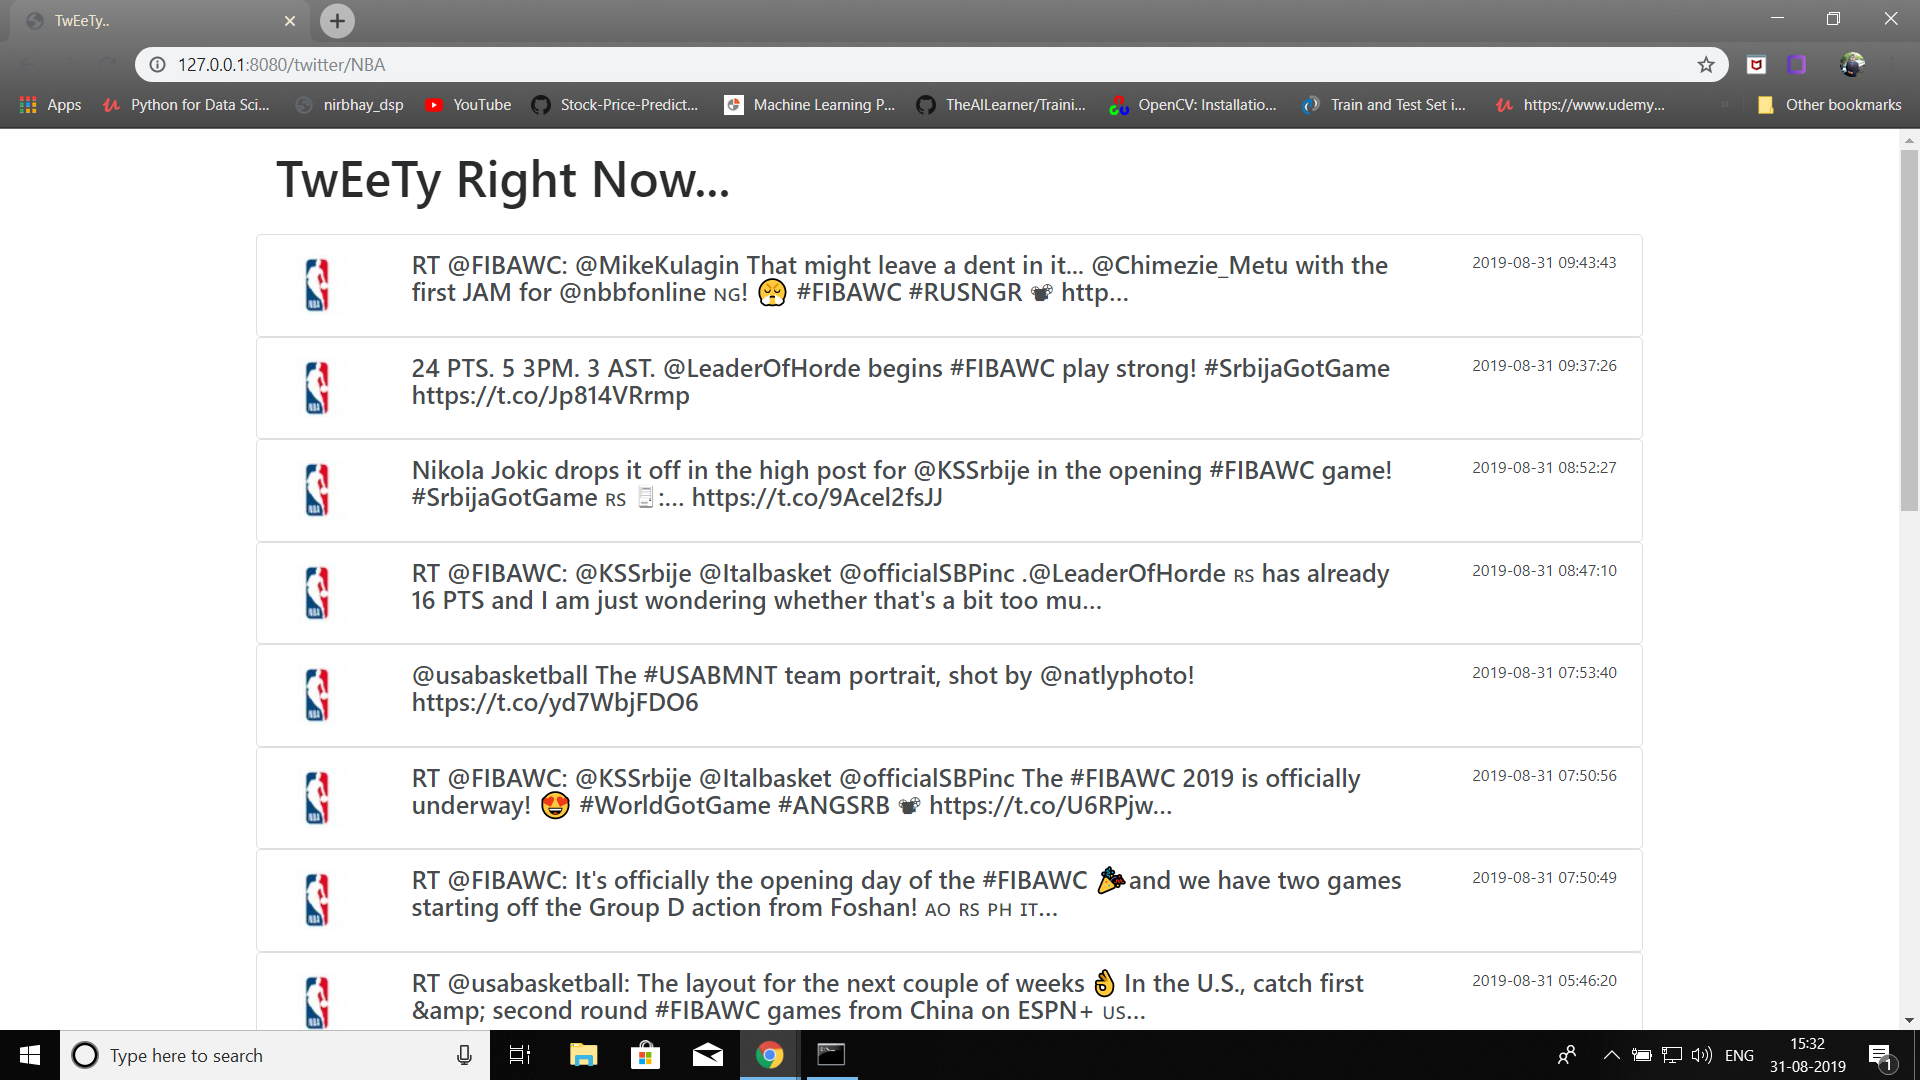 TwEeTy..
127.0.0.1:8080/twitter/NBA
Apps Python for Data Sci... nirbhay_dsp YouTube Stock-Price-Predict... Machine Learning P... TheAILearner/Traini... OpenCV: Installatio... Train and Test Set i... https://www.udemy... » Other bookmarks
TwEeTy Right Now...
RT @FIBAWC: @MikeKulagin That might leave a dent in it... @Chimezie_Metu with the 2019-08-31 09:43:43
first JAM for @nbbfonline NG! 😤 #FIBAWC #RUSNGR 📽 http...
24 PTS. 5 3PM. 3 AST. @LeaderOfHorde begins #FIBAWC play strong! #SrbijaGotGame 2019-08-31 09:37:26
https://t.co/Jp814VRrmp
Nikola Jokic drops it off in the high post for @KSSrbije in the opening #FIBAWC game! 2019-08-31 08:52:27
#SrbijaGotGame RS 🧾:... https://t.co/9Acel2fsJJ
RT @FIBAWC: @KSSrbije @Italbasket @officialSBPinc .@LeaderOfHorde RS has already 2019-08-31 08:47:10
16 PTS and I am just wondering whether that's a bit too mu...
@usabasketball The #USABMNT team portrait, shot by @natlyphoto! 2019-08-31 07:53:40
https://t.co/yd7WbjFDO6
RT @FIBAWC: @KSSrbije @Italbasket @officialSBPinc The #FIBAWC 2019 is officially 2019-08-31 07:50:56
underway! 😍 #WorldGotGame #ANGSRB 📽 https://t.co/U6RPjw...
RT @FIBAWC: It's officially the opening day of the #FIBAWC 🎉and we have two games 2019-08-31 07:50:49
starting off the Group D action from Foshan! AO RS PH IT...
RT @usabasketball: The layout for the next couple of weeks 👌 In the U.S., catch first 2019-08-31 05:46:20
&amp; second round #FIBAWC games from China on ESPN+ US...
NBA
NBA
NBA
NBA
NBA
NBA
NBA
NBA
Type here to search
ENG
15:32
31-08-2019
1